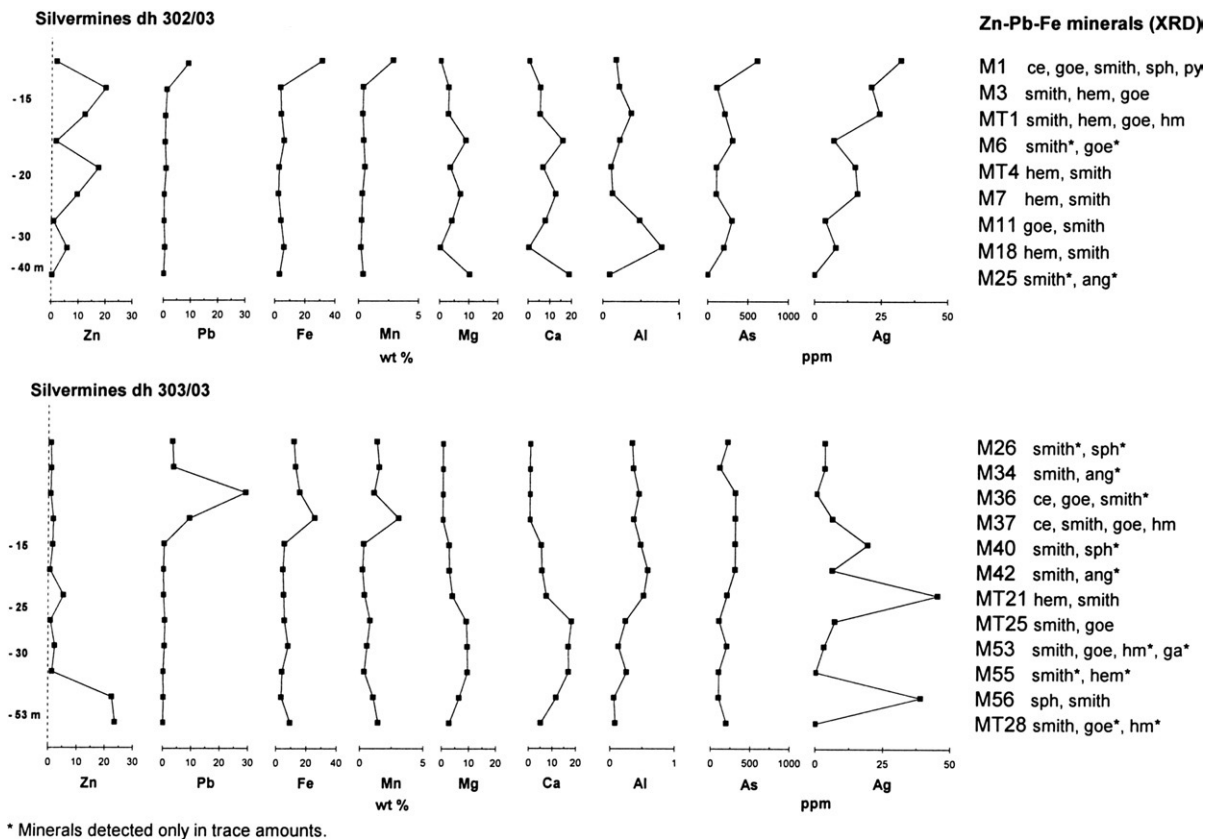 Silvermines dh 302/03
Zn-Pb-Fe minerals (XRD)
M1 ce, goe, smith, sph, py
- 15
M3 smith, hem, goe
MT1 smith, hem, goe, hm
M6 smith*, goe*
- 20
MT4 hem, smith
M7 hem, smith
M11 goe, smith
- 30
M18 hem, smith
- 40 m
M25 smith*, ang*
0 10 20 30 40 50
0 10 20 30
0 20 40
0 5
0 10 20
0 10 20
0 1
0 500 1000
0 25 50
Zn Pb Fe Mn Mg Ca Al As Ag
wt % ppm
Silvermines dh 303/03
M26 smith*, sph*
M34 smith, ang*
M36 ce, goe, smith*
M37 ce, smith, goe, hm
- 15
M40 smith, sph*
M42 smith, ang*
MT21 hem, smith
- 25
MT25 smith, goe
- 30
M53 smith, goe, hm*, ga*
M55 smith*, hem*
M56 sph, smith
- 53 m
MT28 smith, goe*, hm*
0 10 20 30 40 50
0 10 20 30
0 20 40
0 5
0 10 20
0 10 20
0 1
0 500 1000
0 25 50
Zn Pb Fe Mn Mg Ca Al As Ag
wt % ppm
* Minerals detected only in trace amounts.